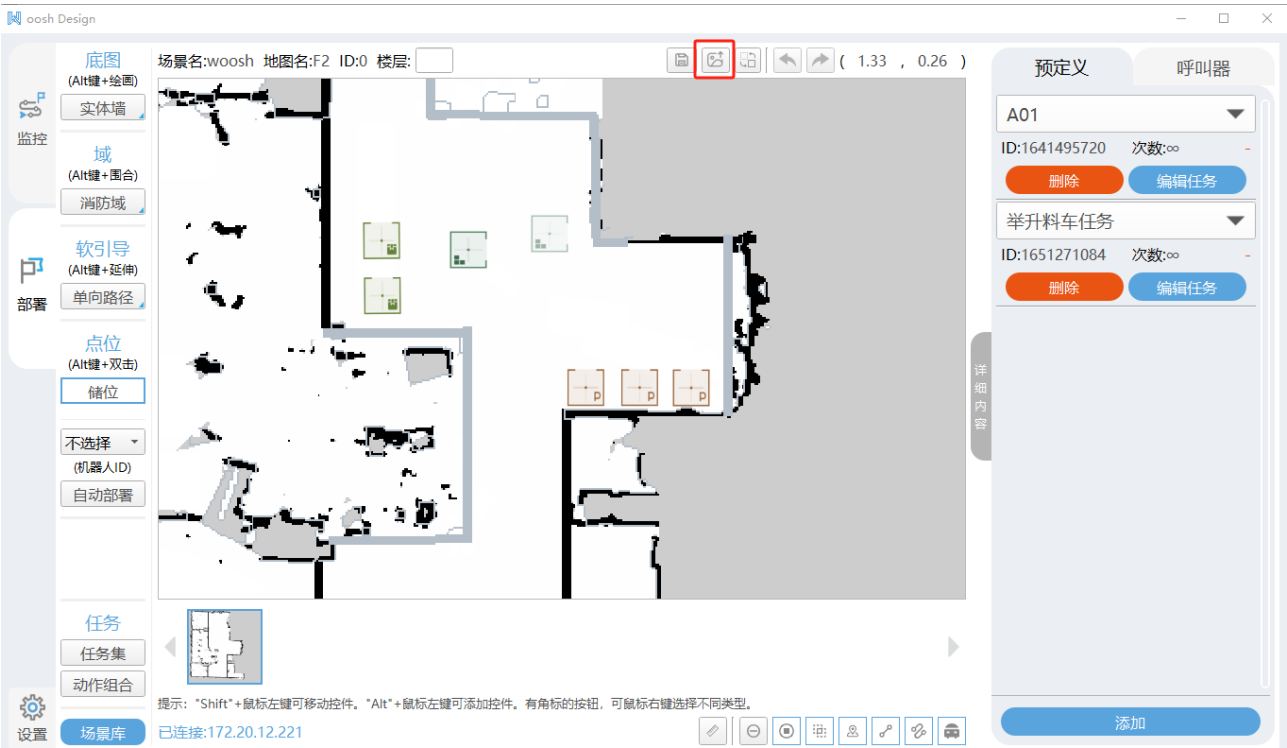 oosh Design
场景名:woosh 地图名:F2 ID:0 楼层:
( 1.33 , 0.26 )
监控
部署
设置
底图
(Alt键+绘画)
实体墙
域
(Alt键+围合)
消防域
软引导
(Alt键+延伸)
单向路径
点位
(Alt键+双击)
储位
不选择
(机器人ID)
自动部署
任务
任务集
动作组合
场景库
P
P
P
提示: "Shift"+鼠标左键可移动控件。"Alt"+鼠标左键可添加控件。有角标的按钮，可鼠标右键选择不同类型。
已连接:172.20.12.221
详细内容
预定义 呼叫器
A01
ID:1641495720 次数:∞ -
删除 编辑任务
举升料车任务
ID:1651271084 次数:∞ -
删除 编辑任务
添加